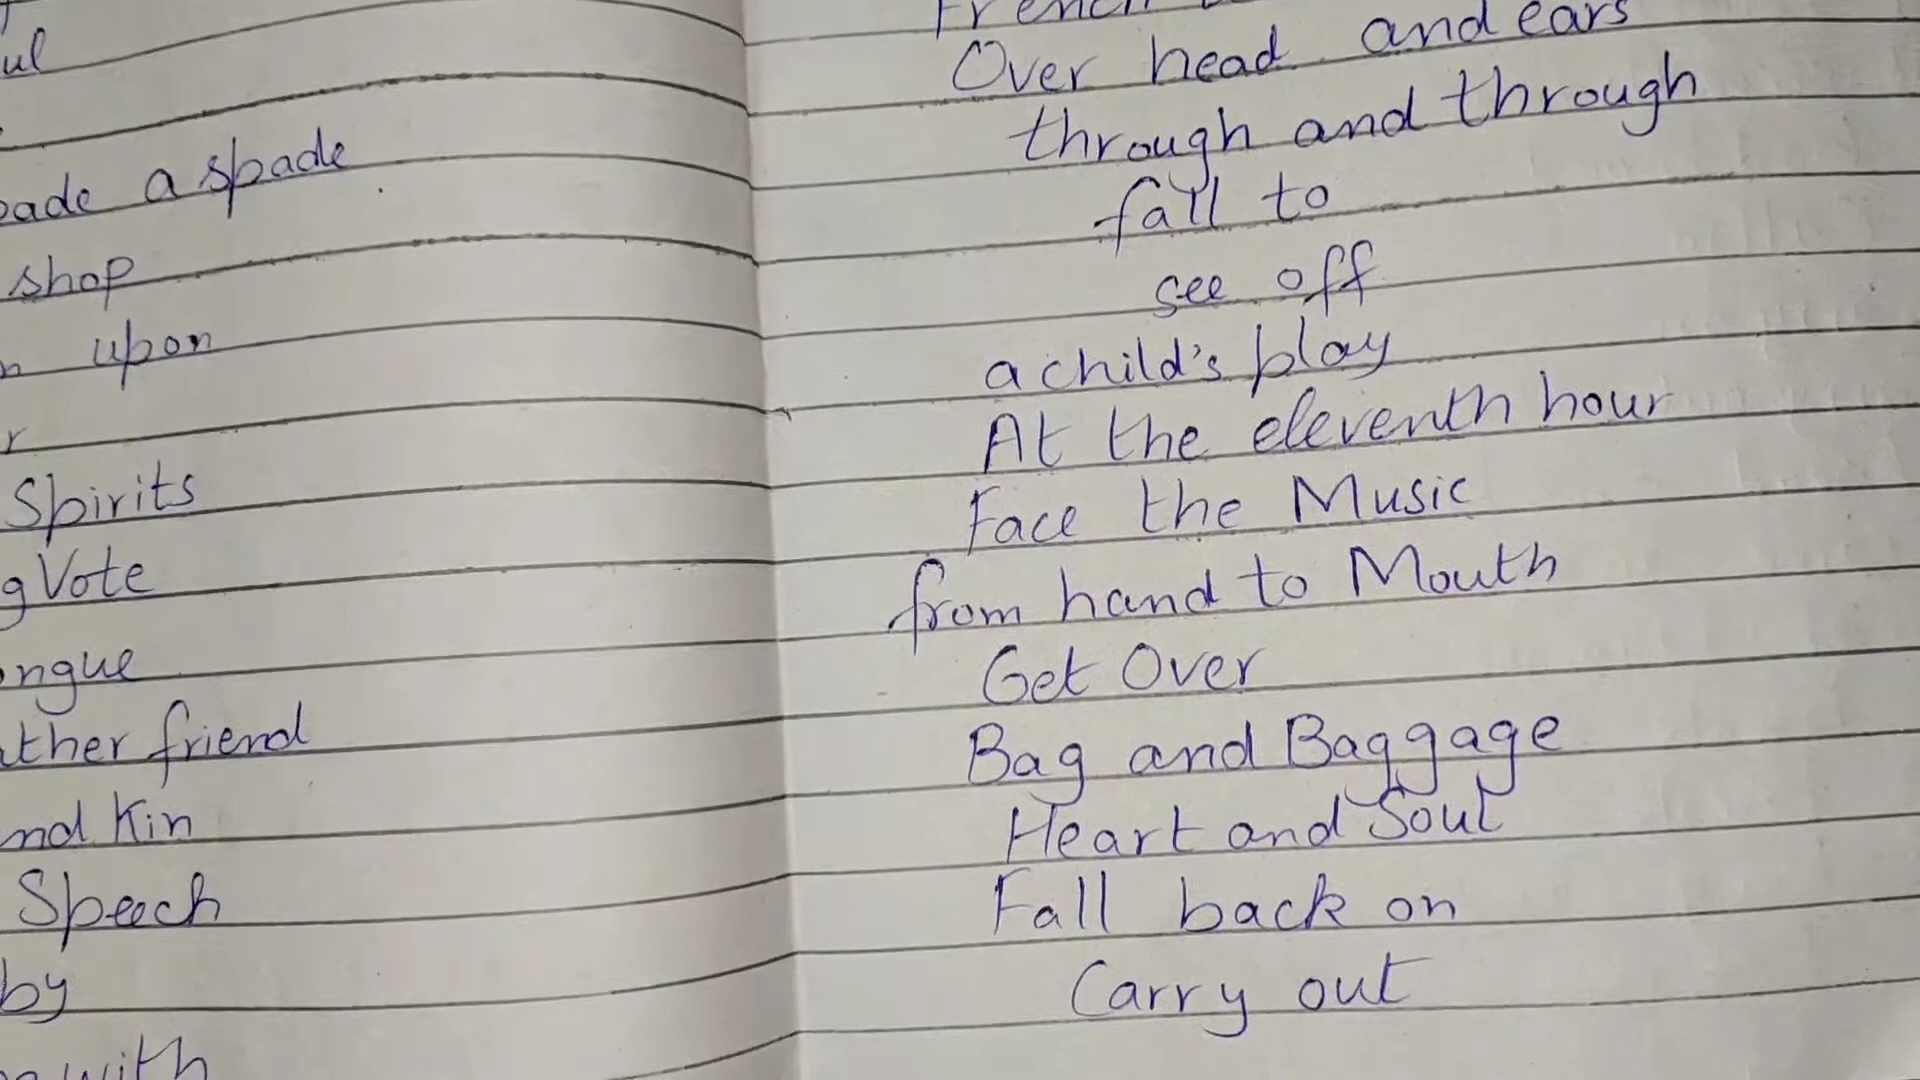 a spade
shop
upon
Spirits
Vote
friend
Kin
Speech
by
with
French
Over head and ears
through and through
fall to
see off
a child's play
At the eleventh hour
Face the Music
from hand to Mouth
Get Over
Bag and Baggage
Heart and Soul
Fall back on
Carry out